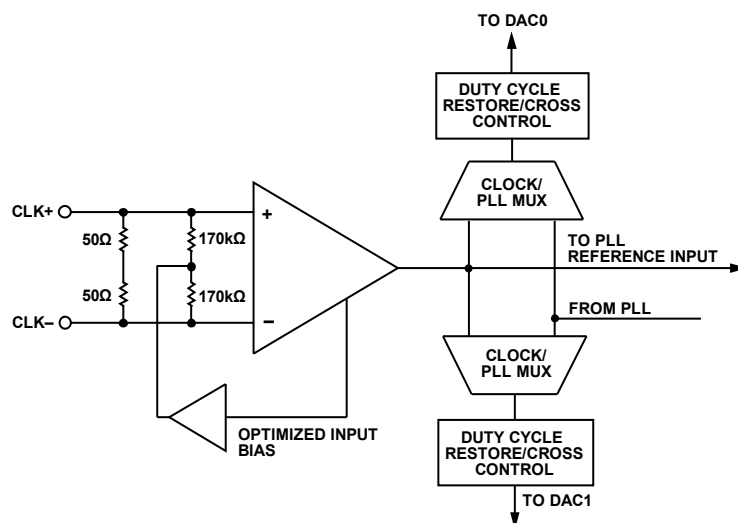 TO DAC0
DUTY CYCLE
RESTORE/CROSS
CONTROL
CLOCK/
PLL MUX
CLK+
+
50Ω
170kΩ
TO PLL
REFERENCE INPUT
50Ω
170kΩ
CLK–
–
FROM PLL
CLOCK/
PLL MUX
OPTIMIZED INPUT
BIAS
DUTY CYCLE
RESTORE/CROSS
CONTROL
TO DAC1